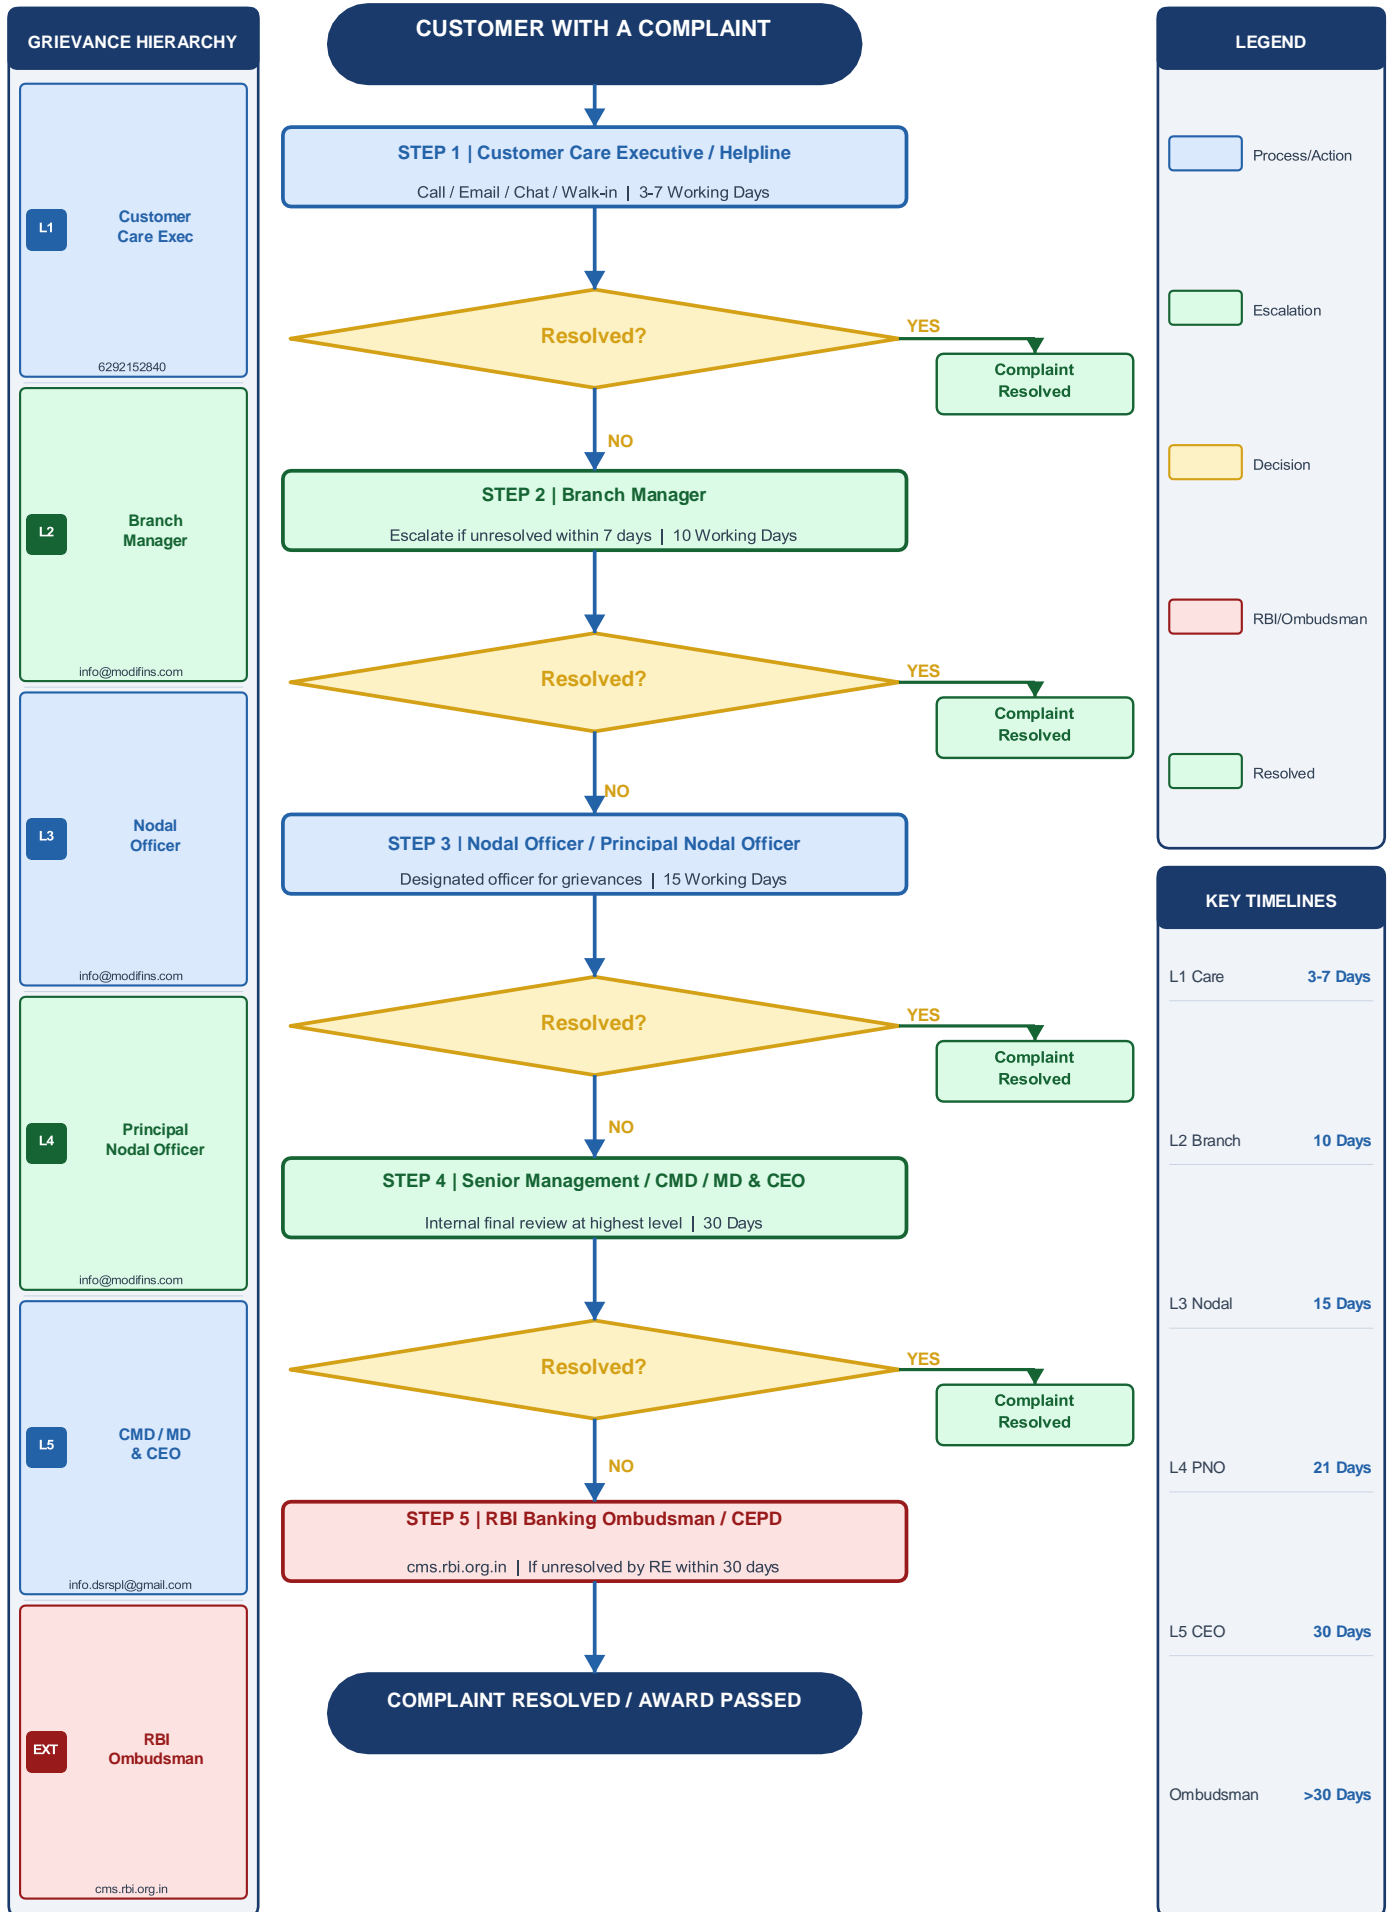 GRIEVANCE HIERARCHY
L1
Customer
Care Exec
6292152840
L2
Branch
Manager
info@modifins.com
L3
Nodal
Officer
info@modifins.com
L4
Principal
Nodal Officer
info@modifins.com
L5
CMD / MD
& CEO
info.dsrspl@gmail.com
EXT
RBI
Ombudsman
cms.rbi.org.in
CUSTOMER WITH A COMPLAINT
STEP 1 | Customer Care Executive / Helpline
Call / Email / Chat / Walk-in | 3-7 Working Days
Resolved?
YES
Complaint
Resolved
NO
STEP 2 | Branch Manager
Escalate if unresolved within 7 days | 10 Working Days
Resolved?
YES
Complaint
Resolved
NO
STEP 3 | Nodal Officer / Principal Nodal Officer
Designated officer for grievances | 15 Working Days
Resolved?
YES
Complaint
Resolved
NO
STEP 4 | Senior Management / CMD / MD & CEO
Internal final review at highest level | 30 Days
Resolved?
YES
Complaint
Resolved
NO
STEP 5 | RBI Banking Ombudsman / CEPD
cms.rbi.org.in | If unresolved by RE within 30 days
COMPLAINT RESOLVED / AWARD PASSED
LEGEND
Process/Action
Escalation
Decision
RBI/Ombudsman
Resolved
KEY TIMELINES
L1 Care 3-7 Days
L2 Branch 10 Days
L3 Nodal 15 Days
L4 PNO 21 Days
L5 CEO 30 Days
Ombudsman >30 Days